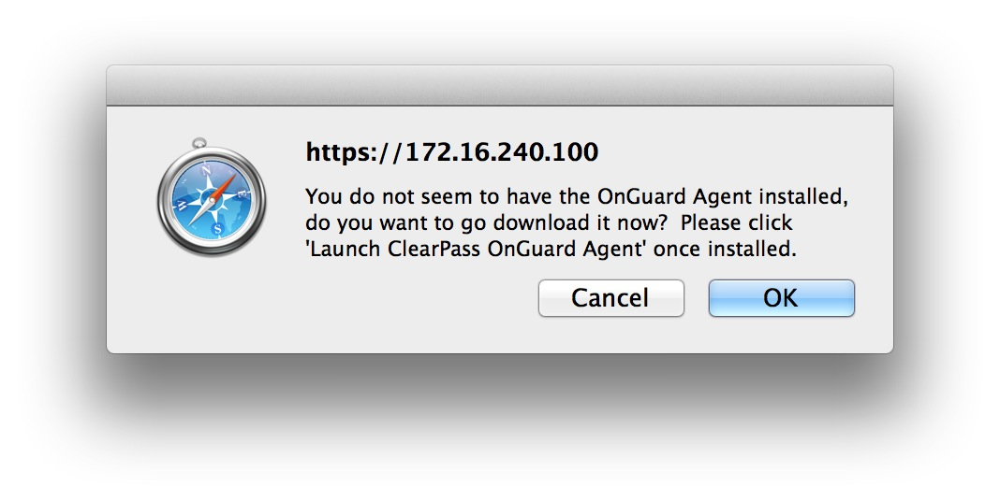 https://172.16.240.100
You do not seem to have the OnGuard Agent installed,
do you want to go download it now?  Please click
'Launch ClearPass OnGuard Agent' once installed.
Cancel
OK
N
W
E
S